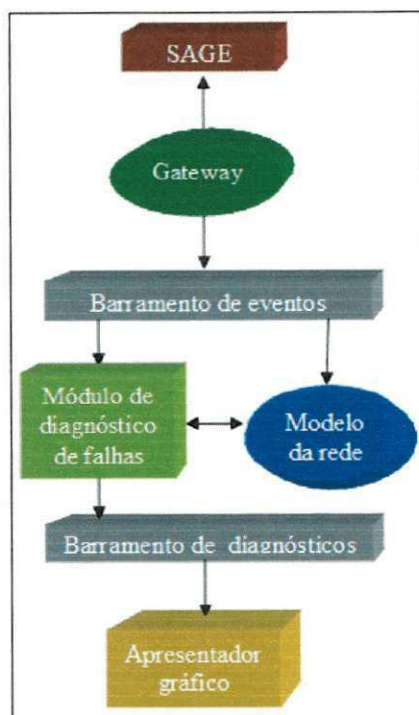 SAGE
Gateway
Barramento de eventos
Módulo de
diagnóstico
de falhas
Modelo
da rede
Barramento de diagnósticos
Apresentador
gráfico